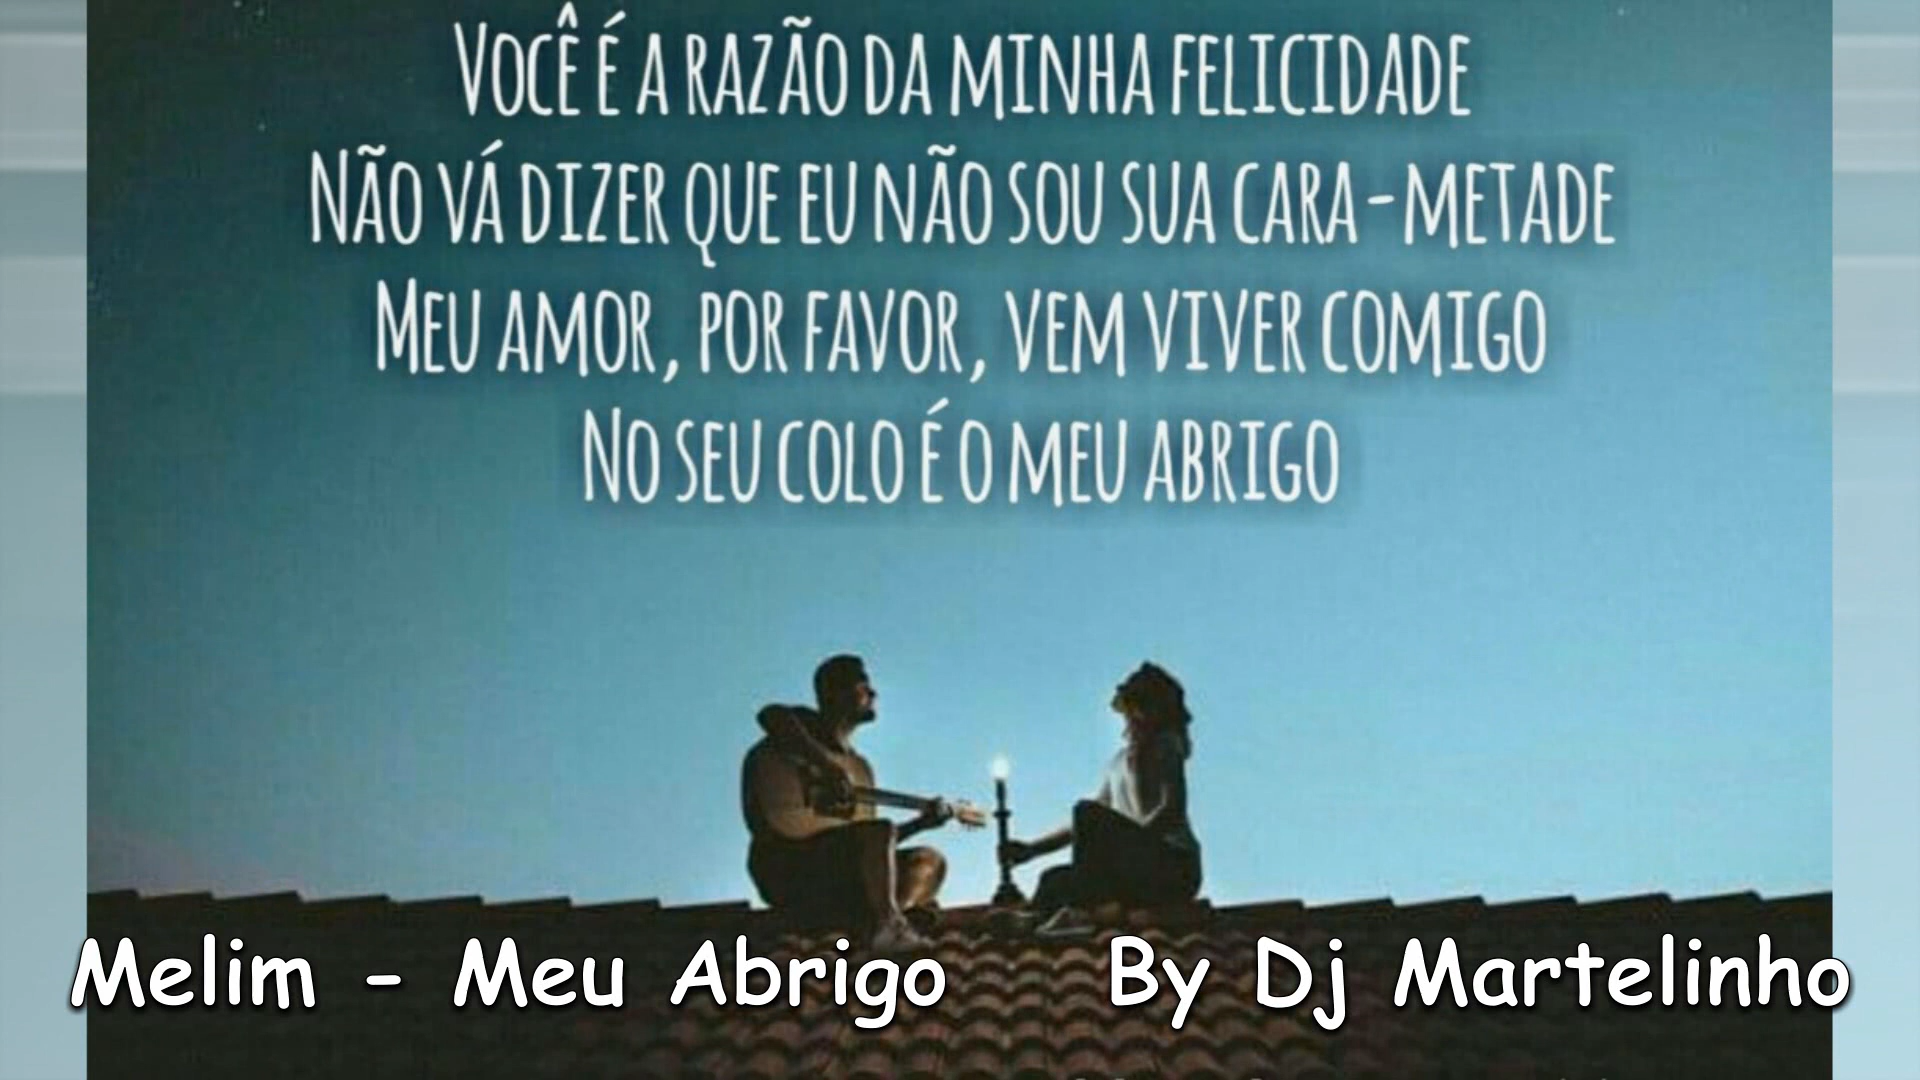 Você é a razão da minha felicidade
Não vá dizer que eu não sou sua cara-metade
Meu amor, por favor, vem viver comigo
No seu colo é o meu abrigo
Melim - Meu Abrigo By Dj Martelinho